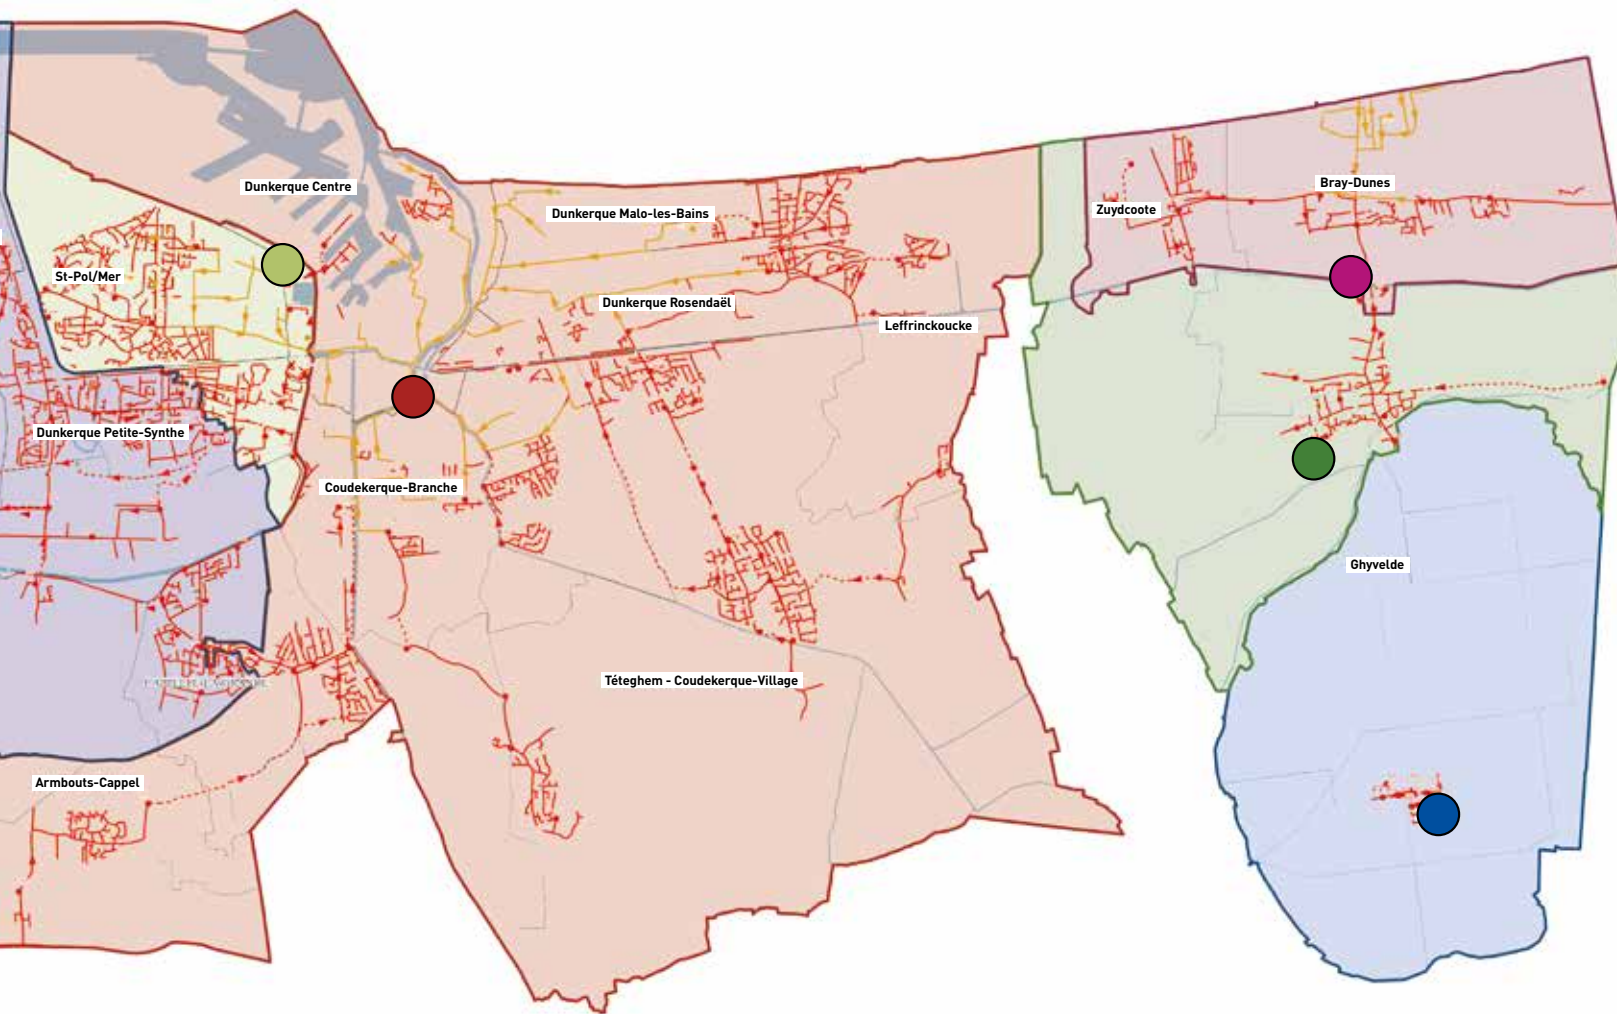 Bray-Dunes
Dunkerque Centre
Zuydcoote
Dunkerque Malo-les-Bains
St-Pol/Mer
Dunkerque Rosendaël
Leffrinckoucke
Dunkerque Petite-Synthe
Coudekerque-Branche
Ghyvelde
Téteghem - Coudekerque-Village
Armbouts-Cappel